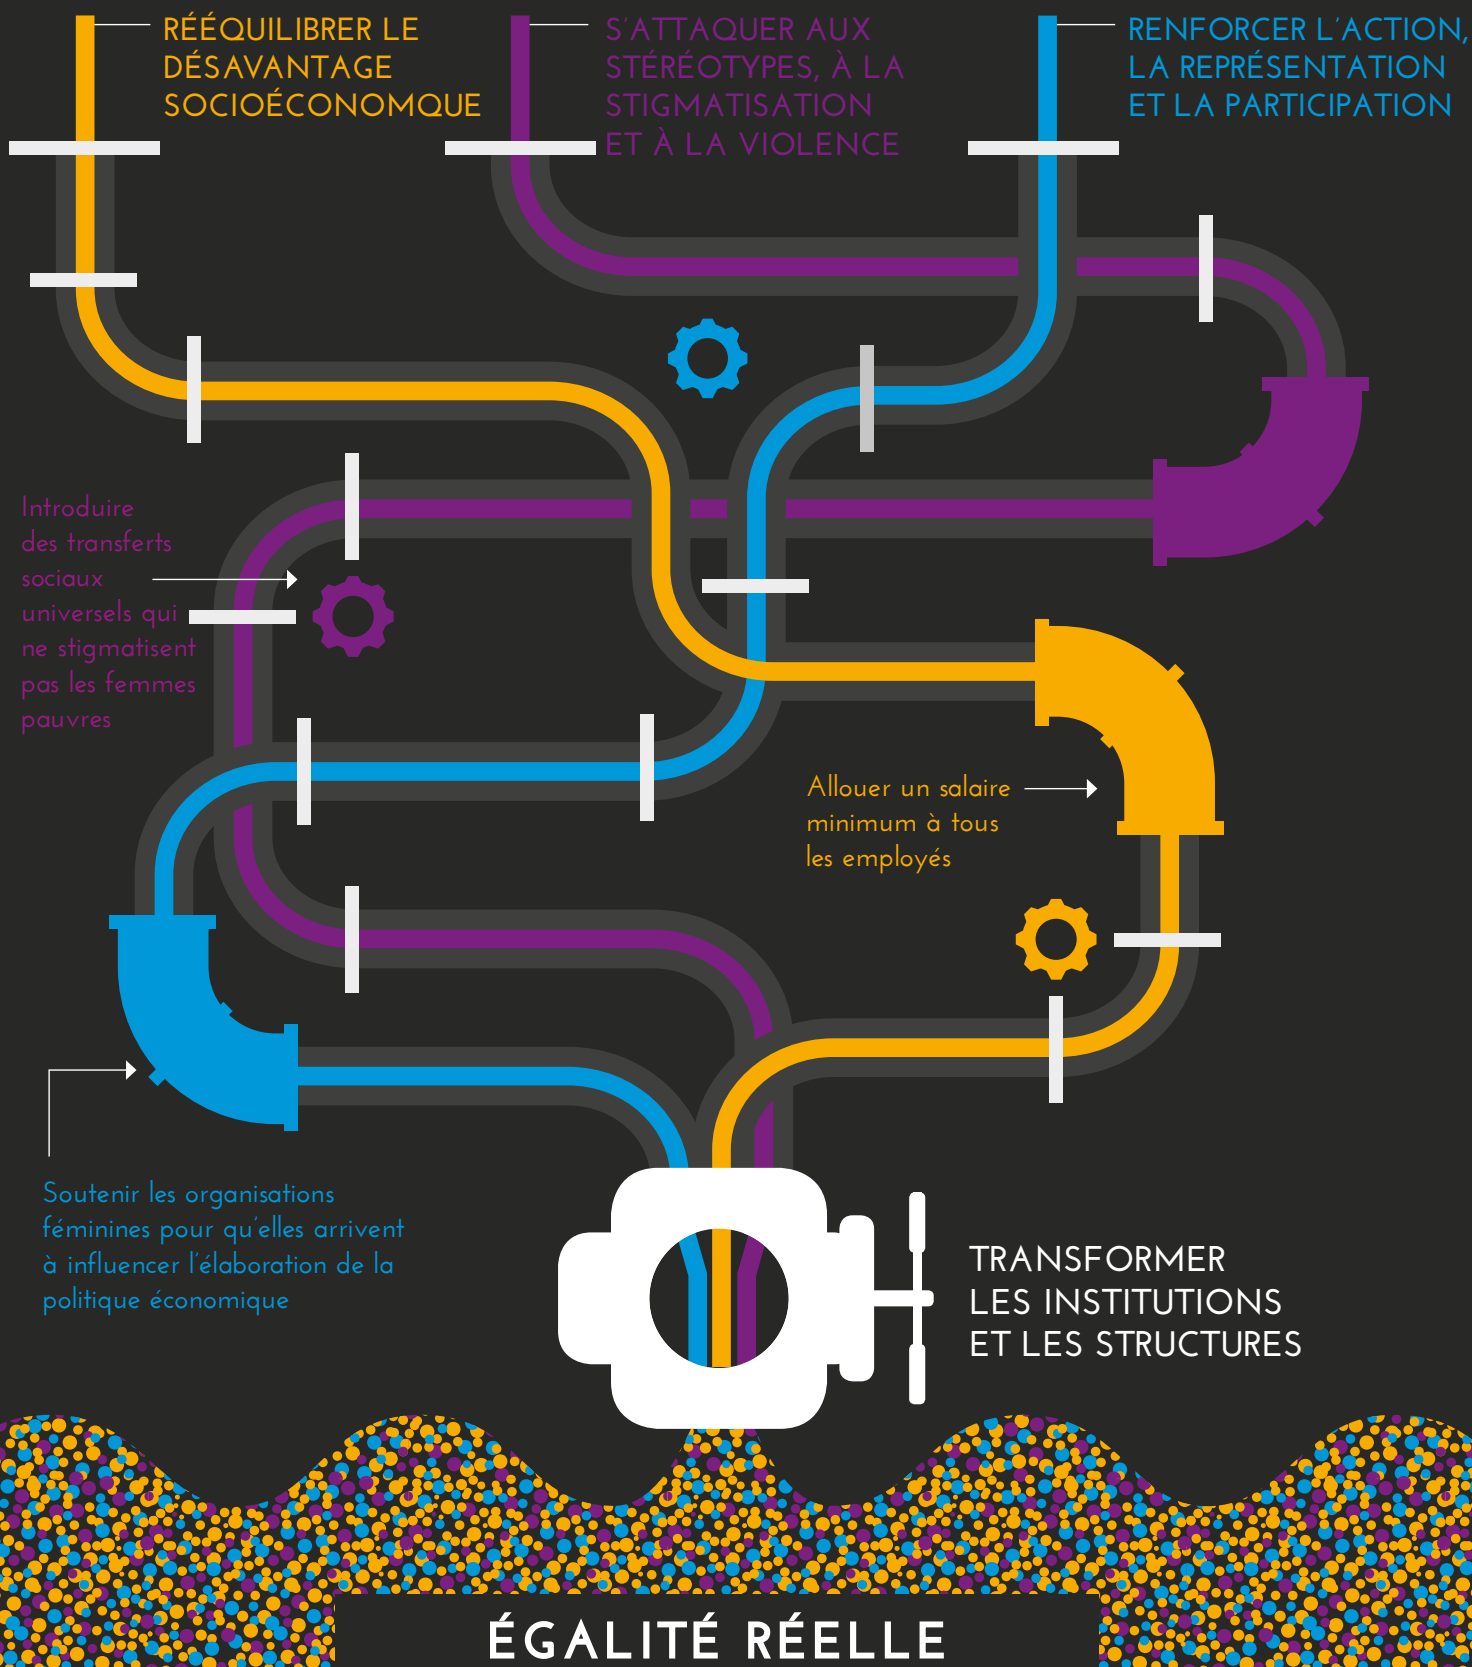 RÉÉQUILIBRER LE
DÉSAVANTAGE
SOCIOÉCONOMQUE
S'ATTAQUER AUX
STÉRÉOTYPES, À LA
STIGMATISATION
ET À LA VIOLENCE
RENFORCER L'ACTION,
LA REPRÉSENTATION
ET LA PARTICIPATION
Introduire
des transferts
sociaux
universels qui
ne stigmatisent
pas les femmes
pauvres
Allouer un salaire
minimum à tous
les employés
Soutenir les organisations
féminines pour qu'elles arrivent
à influencer l'élaboration de la
politique économique
TRANSFORMER
LES INSTITUTIONS
ET LES STRUCTURES
ÉGALITÉ RÉELLE